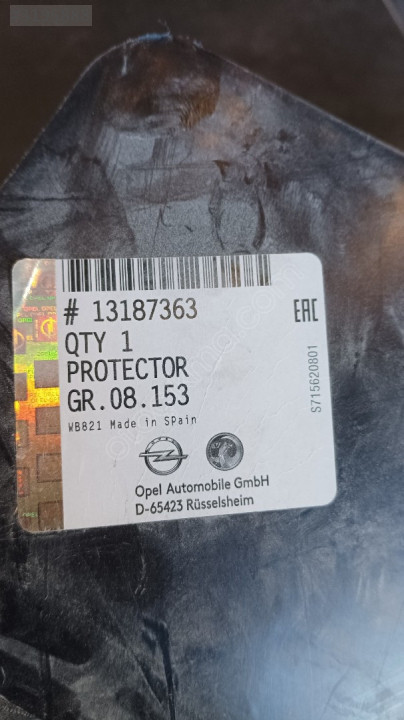 # 13187363
EAC
QTY 1
PROTECTOR
GR.08.153
WB821 Made in SPain
S715620801
Opel Automobile GmbH
D-65423 Rüsselsheim